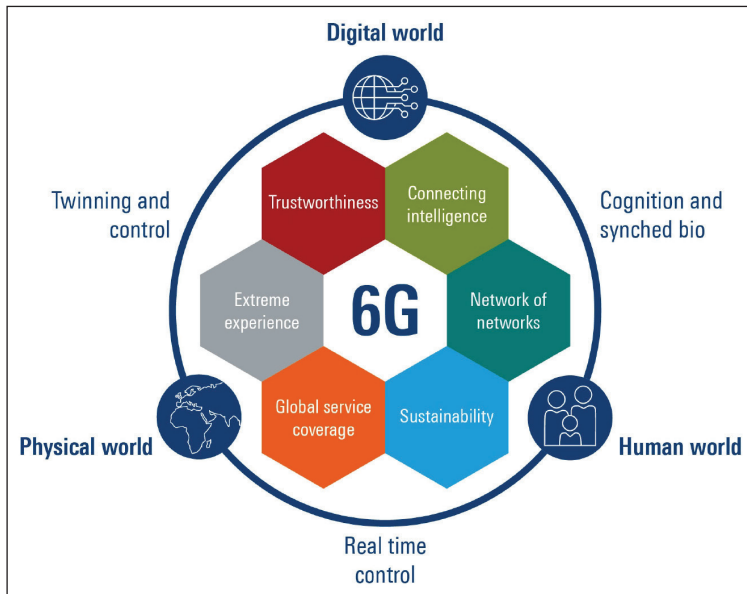 Digital world
Twinning and
control
Trustworthiness
Connecting
intelligence
Cognition and
synched bio
Extreme
experience
6G
Network of
networks
Global service
coverage
Sustainability
Physical world
Human world
Real time
control